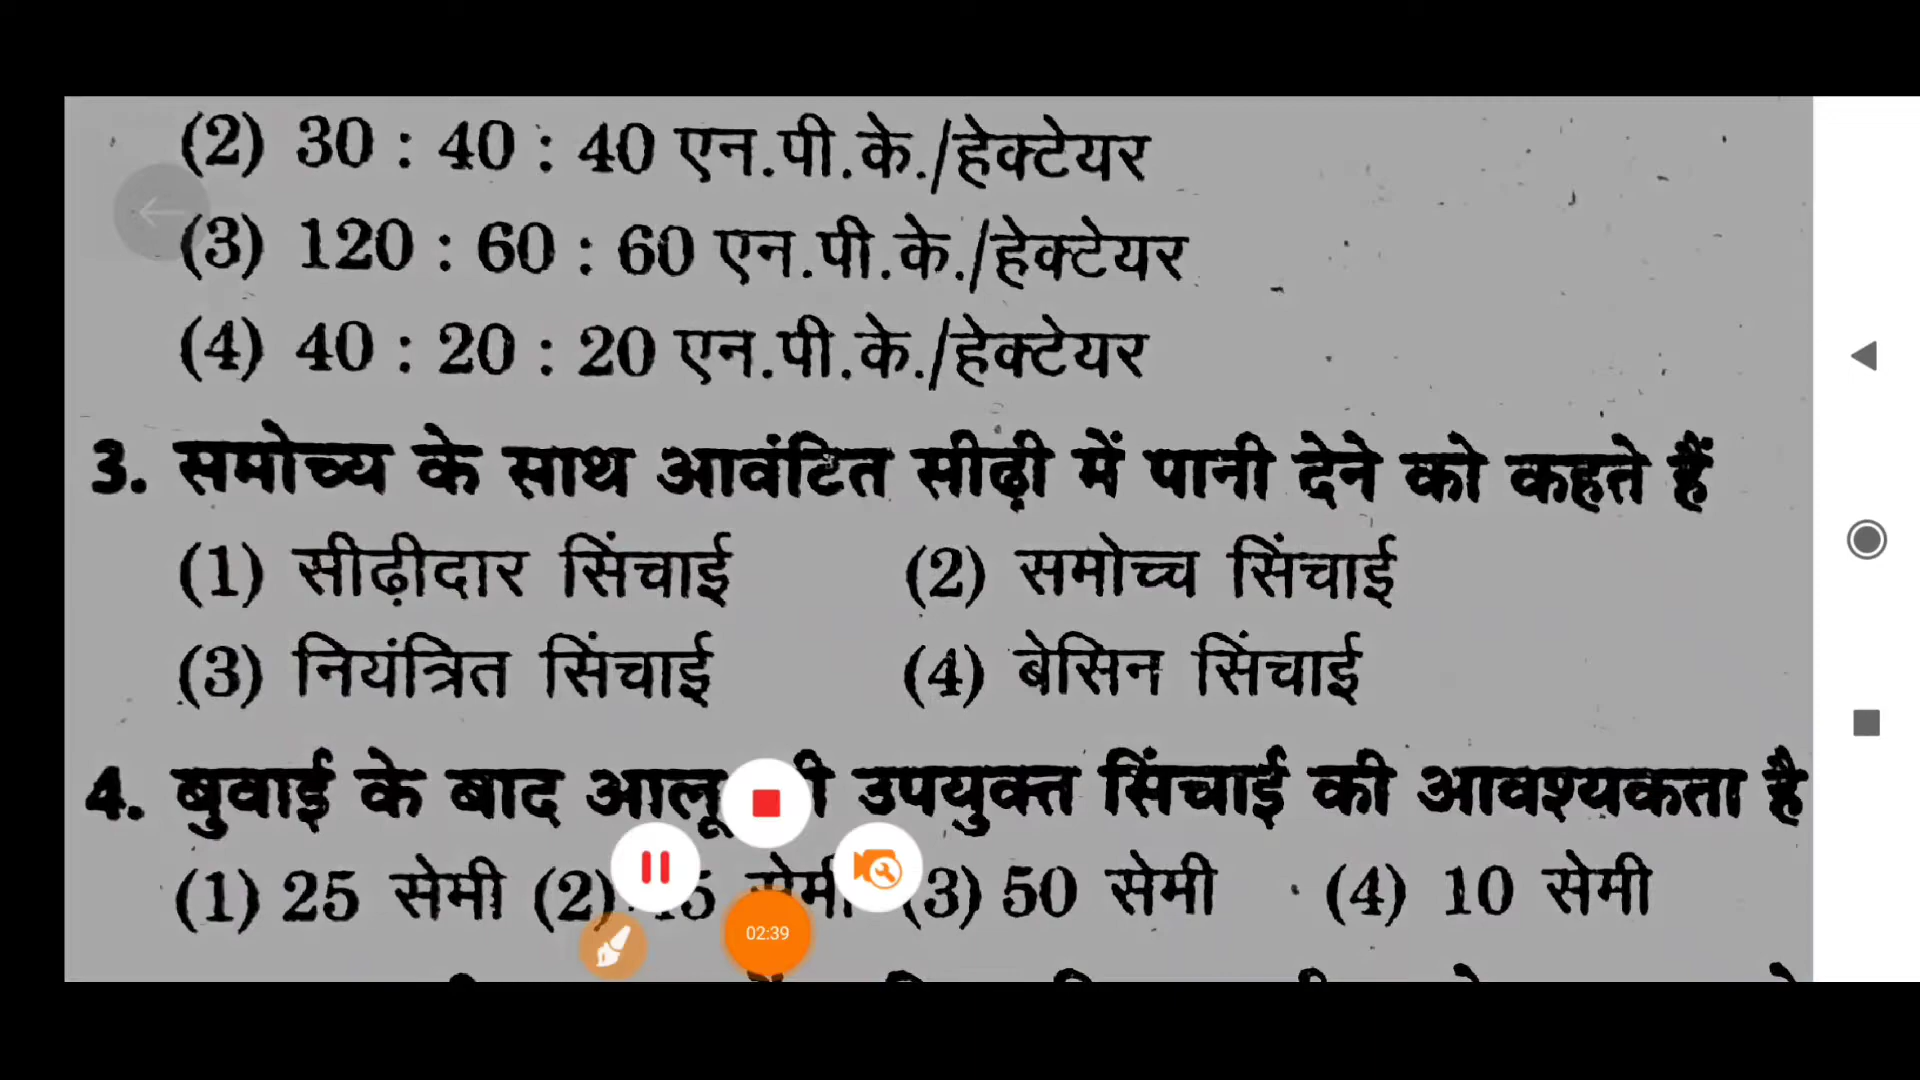 (2) 30 : 40 : 40 एन.पी.के./हेक्टेयर
(3) 120 : 60 : 60 एन.पी.के./हेक्टेयर
(4) 40 : 20 : 20 एन.पी.के./हेक्टेयर
3. समोच्य के साथ आवंटित सीढ़ी में पानी देने को कहते हैं
(1) सीढ़ीदार सिंचाई (2) समोच्च सिंचाई
(3) नियंत्रित सिंचाई (4) बेसिन सिंचाई
4. बुवाई के बाद आलू उपयुक्त सिंचाई की आवश्यकता है
(1) 25 सेमी (2) सेमी (3) 50 सेमी (4) 10 सेमी
02:39